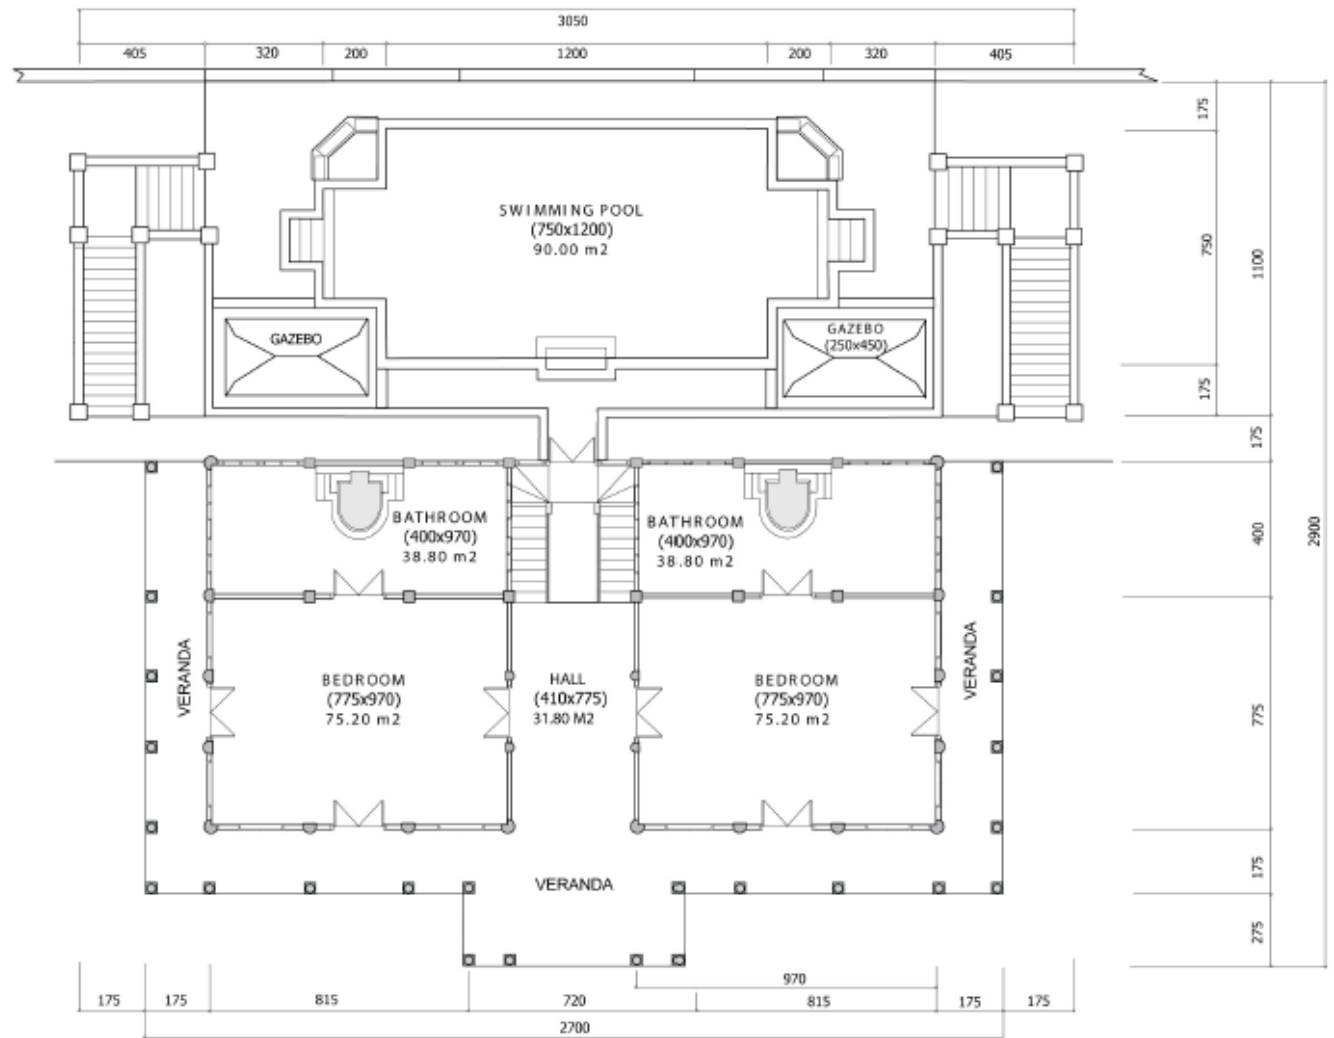 3050
405 320 200 1200 200 320 405
175
SWIMMING POOL
(750x1200)
90.00 m2
750
1100
GAZEBO
GAZEBO
(250x450)
175
175
BATHROOM
(400x970)
38.80 m2
BATHROOM
(400x970)
38.80 m2
400
2900
VERANDA
BEDROOM
(775x970)
75.20 m2
HALL
(410x775)
31.80 M2
BEDROOM
(775x970)
75.20 m2
VERANDA
775
VERANDA
175
275
970
175 175 815 720 815 175 175
2700